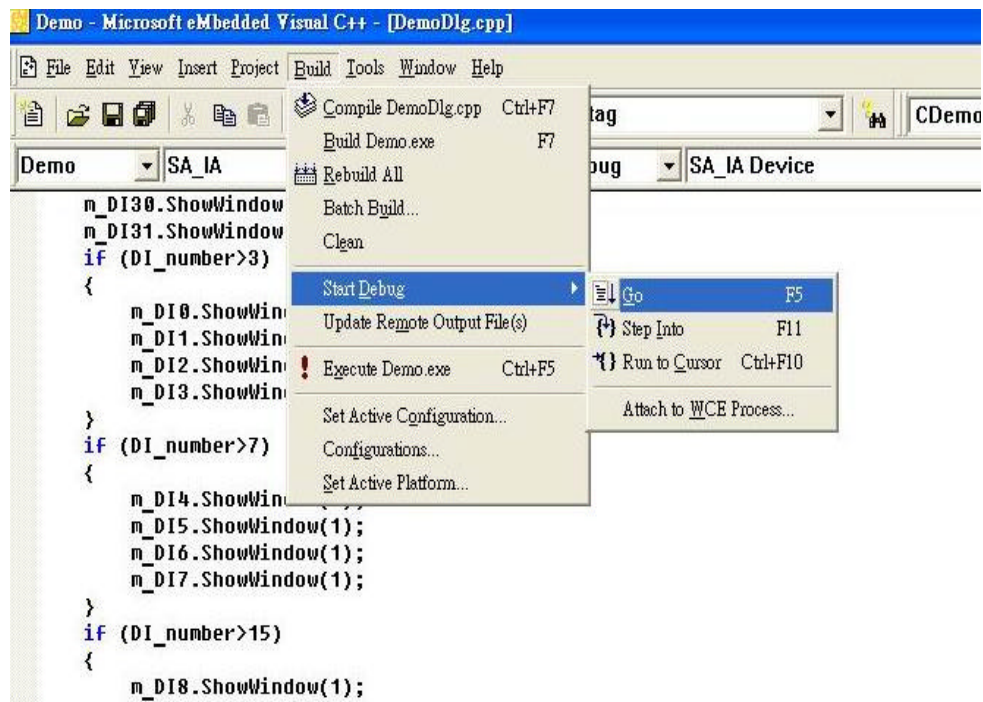 Demo - Microsoft eMbedded Visual C++ - [DemoDlg.cpp]
File Edit View Insert Project Build Tools Window Help
tag CDemo
Demo SA_IA bug SA_IA Device
Compile DemoDlg.cpp Ctrl+F7
Build Demo.exe F7
Rebuild All
Batch Build...
Clean
Start Debug
Update Remote Output File(s)
Execute Demo.exe Ctrl+F5
Set Active Configuration...
Configurations...
Set Active Platform...
Go F5
Step Into F11
Run to Cursor Ctrl+F10
Attach to WCE Process...
m_DI30.ShowWindow
m_DI31.ShowWindow
if (DI_number>3)
{
m_DI0.ShowWin
m_DI1.ShowWin
m_DI2.ShowWin
m_DI3.ShowWin
}
if (DI_number>7)
{
m_DI4.ShowWin
m_DI5.ShowWindow(1);
m_DI6.ShowWindow(1);
m_DI7.ShowWindow(1);
}
if (DI_number>15)
{
m_DI8.ShowWindow(1);